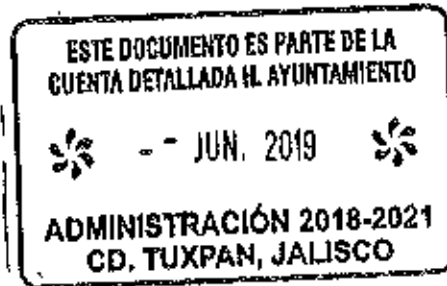 ESTE DOCUMENTO ES PARTE DE LA
CUENTA DETALLADA H. AYUNTAMIENTO
- - JUN. 2019
ADMINISTRACIÓN 2018-2021
CD. TUXPAN, JALISCO